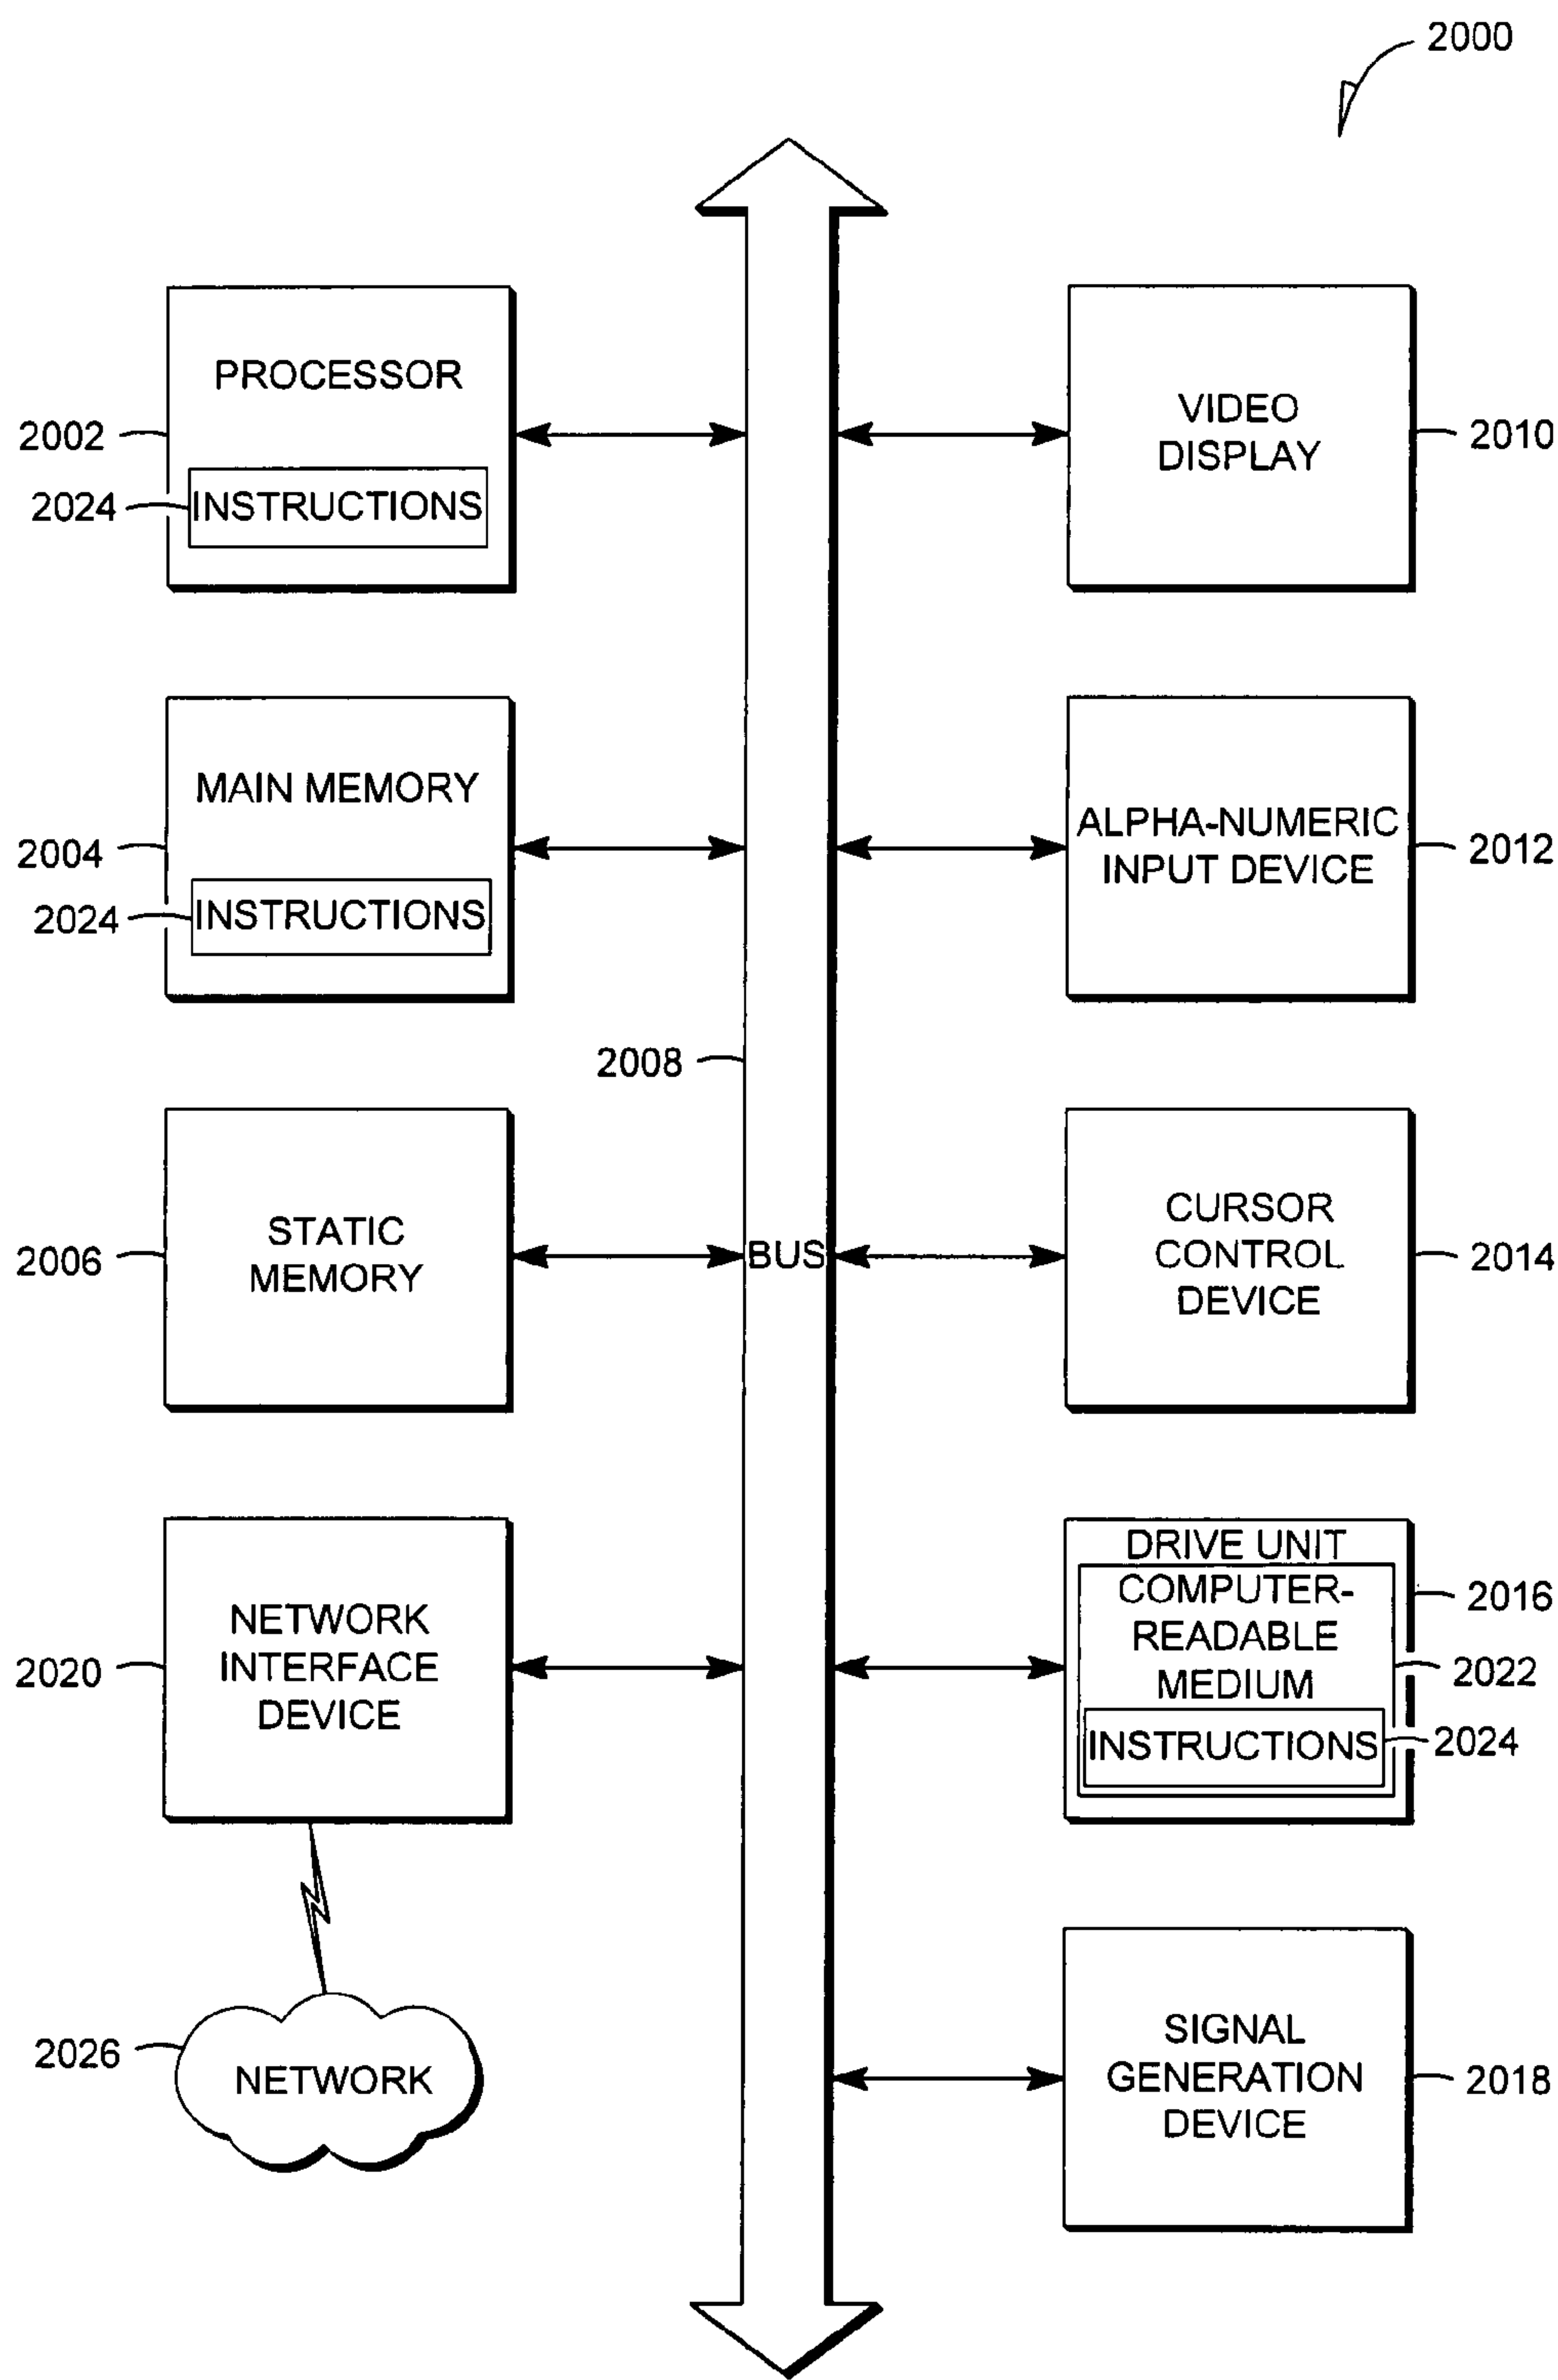 2000
PROCESSOR
2002
2024
INSTRUCTIONS
VIDEO
DISPLAY
2010
MAIN MEMORY
2004
2024
INSTRUCTIONS
ALPHA-NUMERIC
INPUT DEVICE
2012
2008
STATIC
MEMORY
2006
BUS
CURSOR
CONTROL
DEVICE
2014
NETWORK
INTERFACE
DEVICE
2020
DRIVE UNIT
2016
COMPUTER-
READABLE
MEDIUM
2022
INSTRUCTIONS
2024
2026
NETWORK
SIGNAL
GENERATION
DEVICE
2018